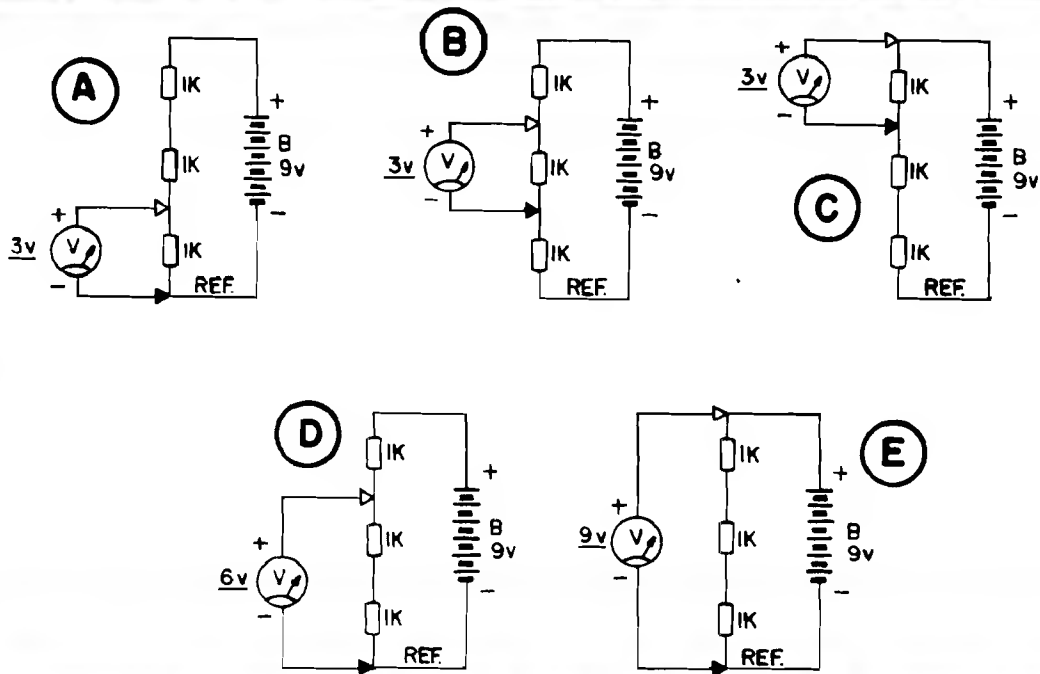 A
1K
1K
1K
+
B
9v
-
+
V
3v
-
REF.
B
1K
1K
1K
+
B
9v
-
+
V
3v
-
REF.
C
1K
1K
1K
+
B
9v
-
+
V
3v
-
REF.
D
1K
1K
1K
+
B
9v
-
+
V
6v
-
REF.
E
1K
1K
1K
+
B
9v
-
+
V
9v
-
REF.